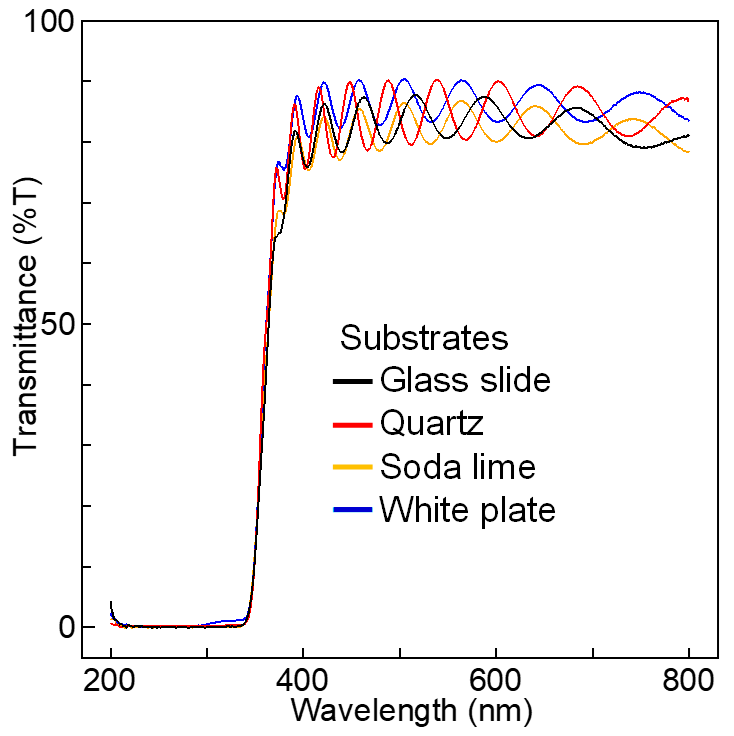 100
50
0
Transmittance (%T)
Substrates
Glass slide
Quartz
Soda lime
White plate
200 400 600 800
Wavelength (nm)